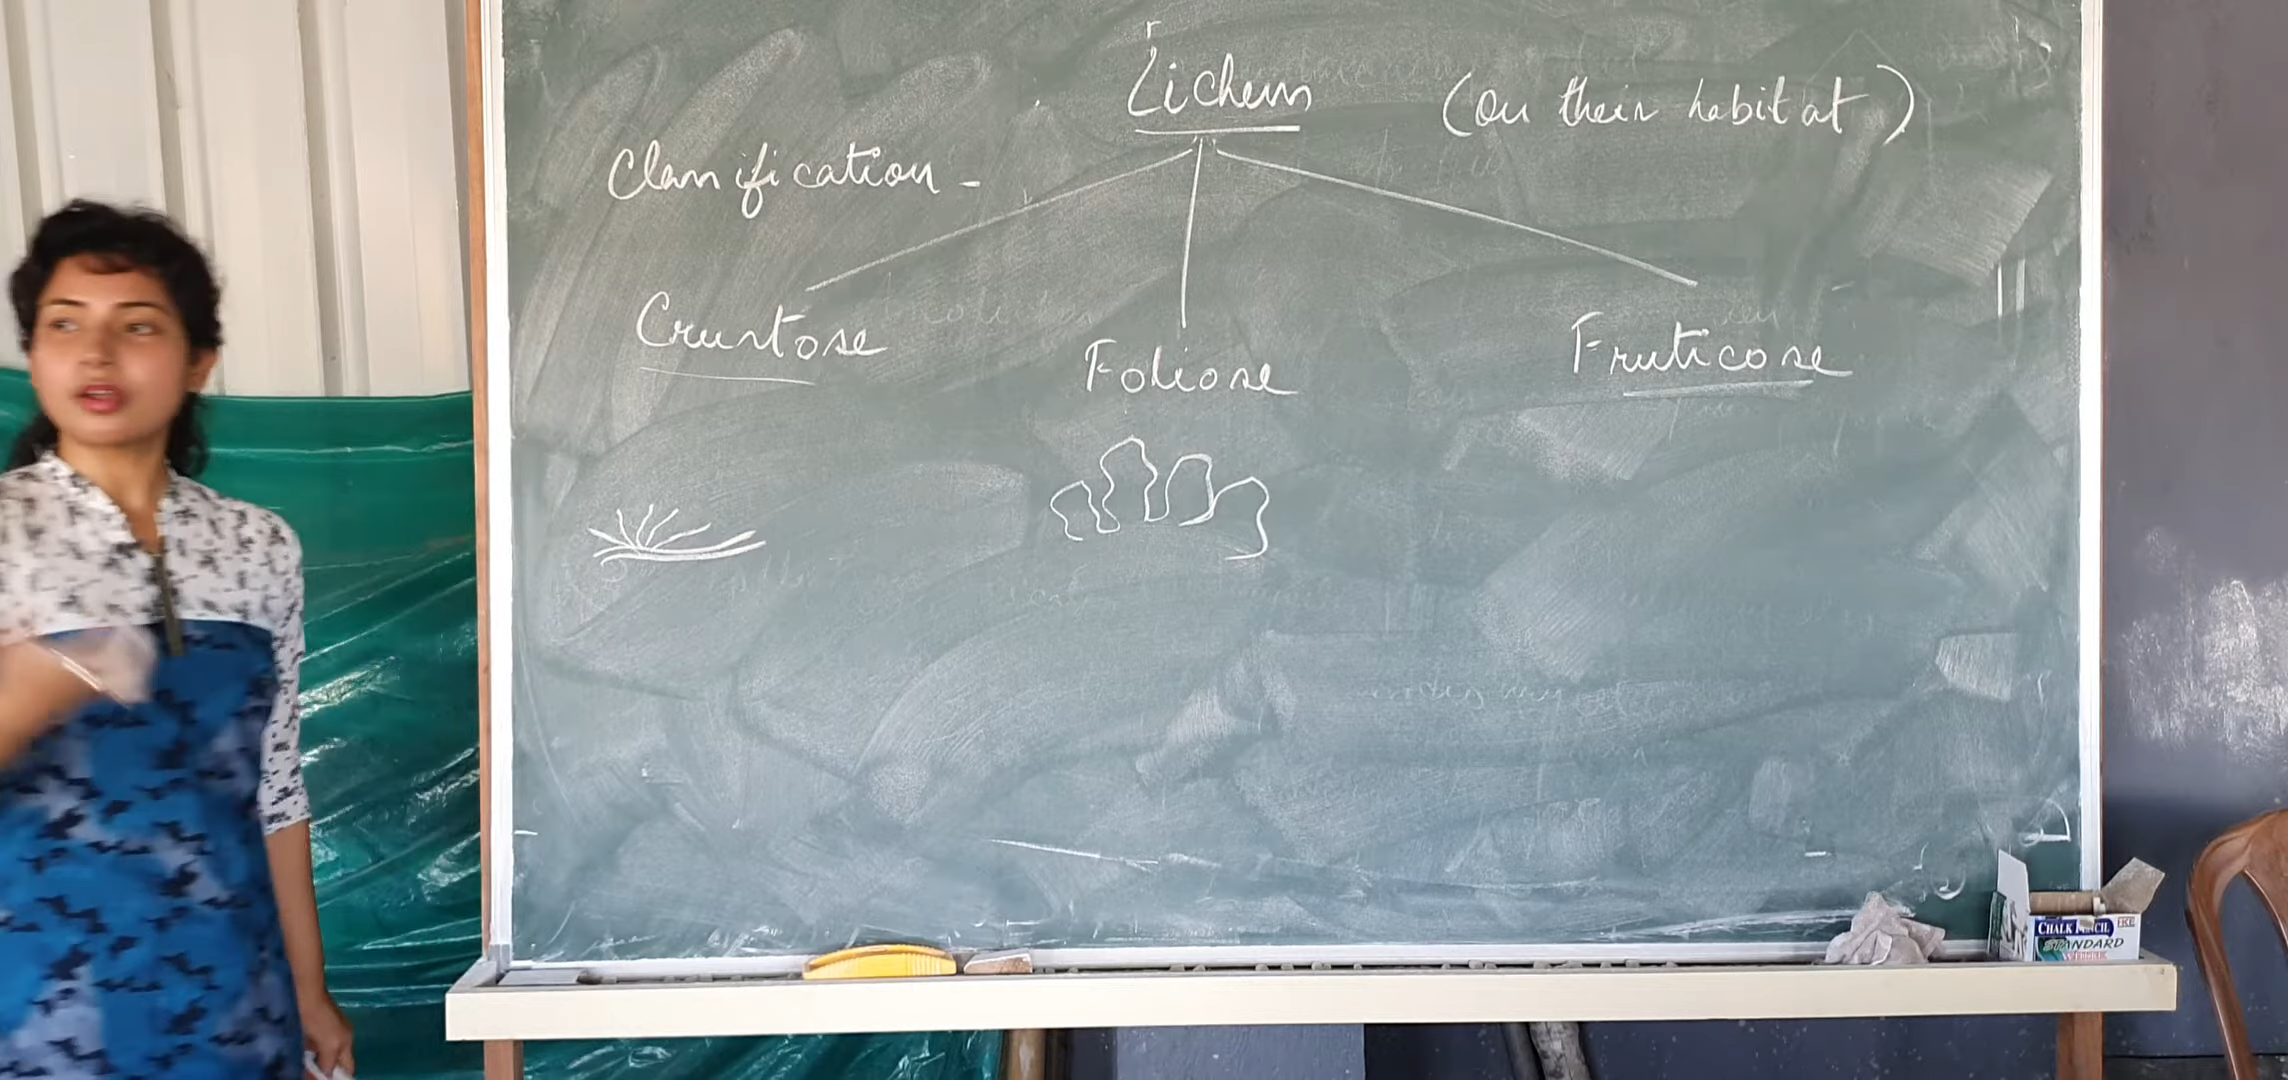 Lichens (on their habitat)
Classification -
Crustose
Foliose
Fruticose
CHALK PENCIL
STANDARD